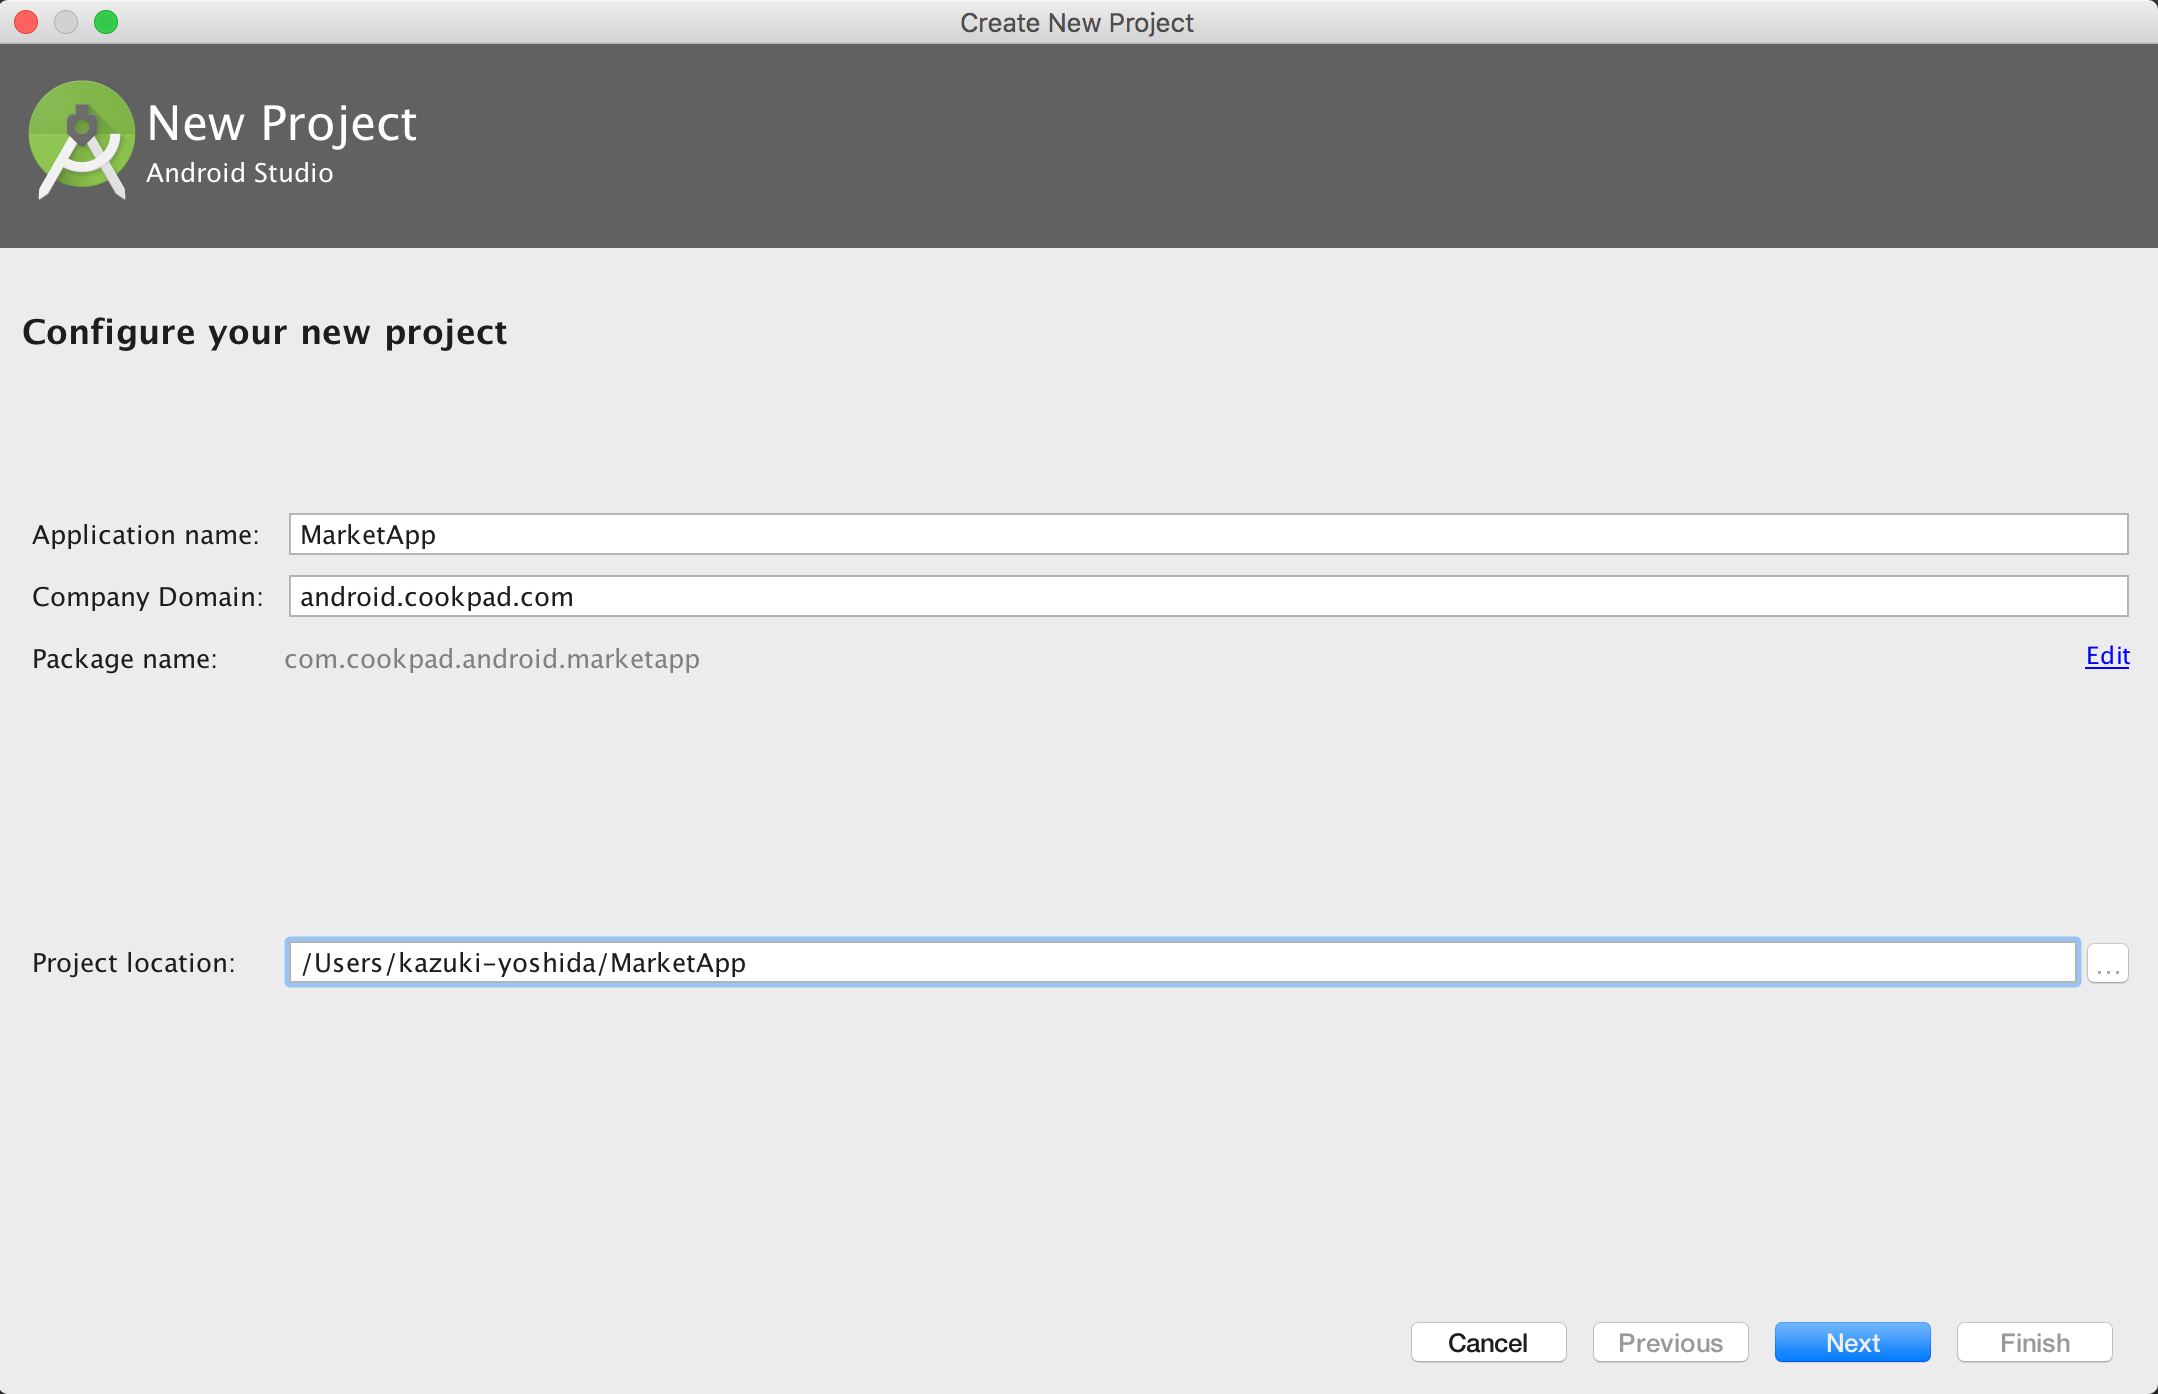 Create New Project
New Project
Android Studio
Configure your new project
Application name: MarketApp
Company Domain: android.cookpad.com
Package name: com.cookpad.android.marketapp Edit
Project location: /Users/kazuki-yoshida/MarketApp ...
Cancel Previous Next Finish